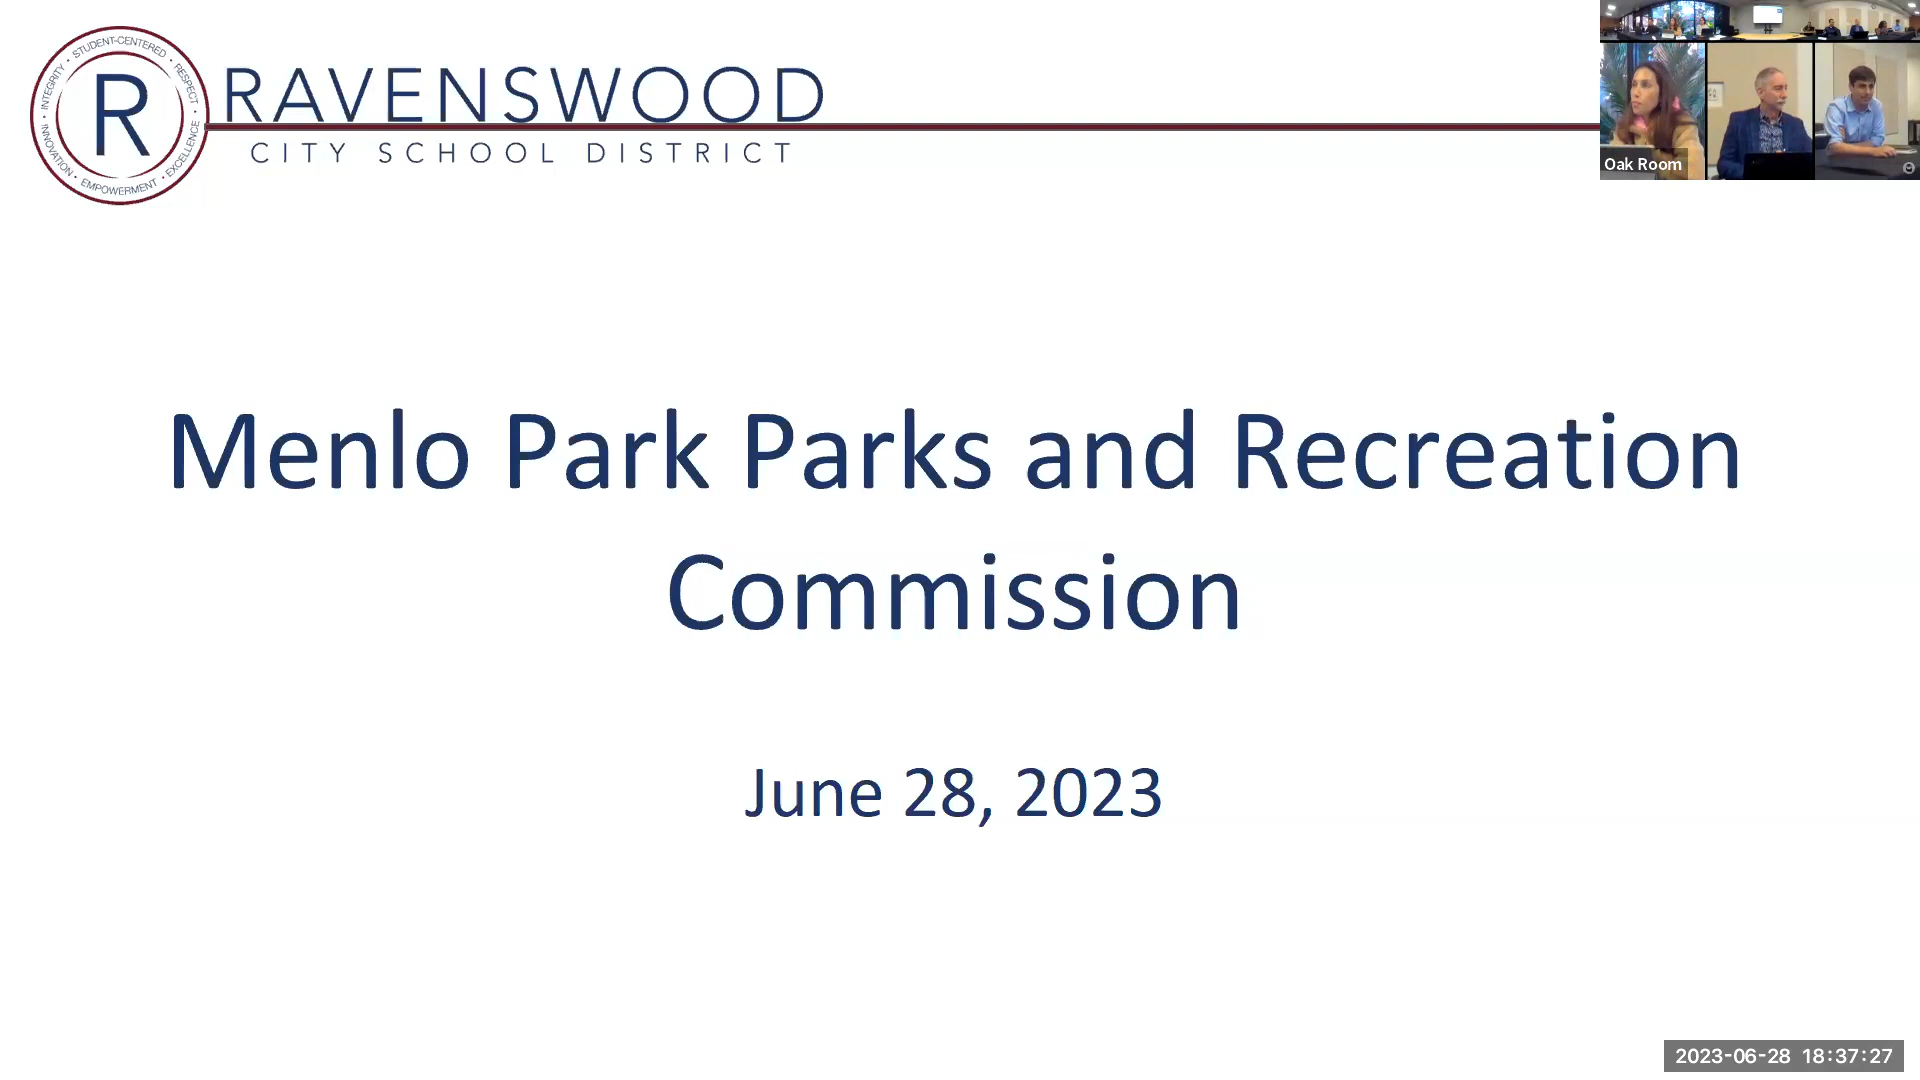 STUDENT-CENTERED • RESPECT • EXCELLENCE • EMPOWERMENT • INNOVATION • INTEGRITY •
R
RAVENSWOOD
CITY SCHOOL DISTRICT
Oak Room
Menlo Park Parks and Recreation
Commission
June 28, 2023
2023-06-28 18:37:27